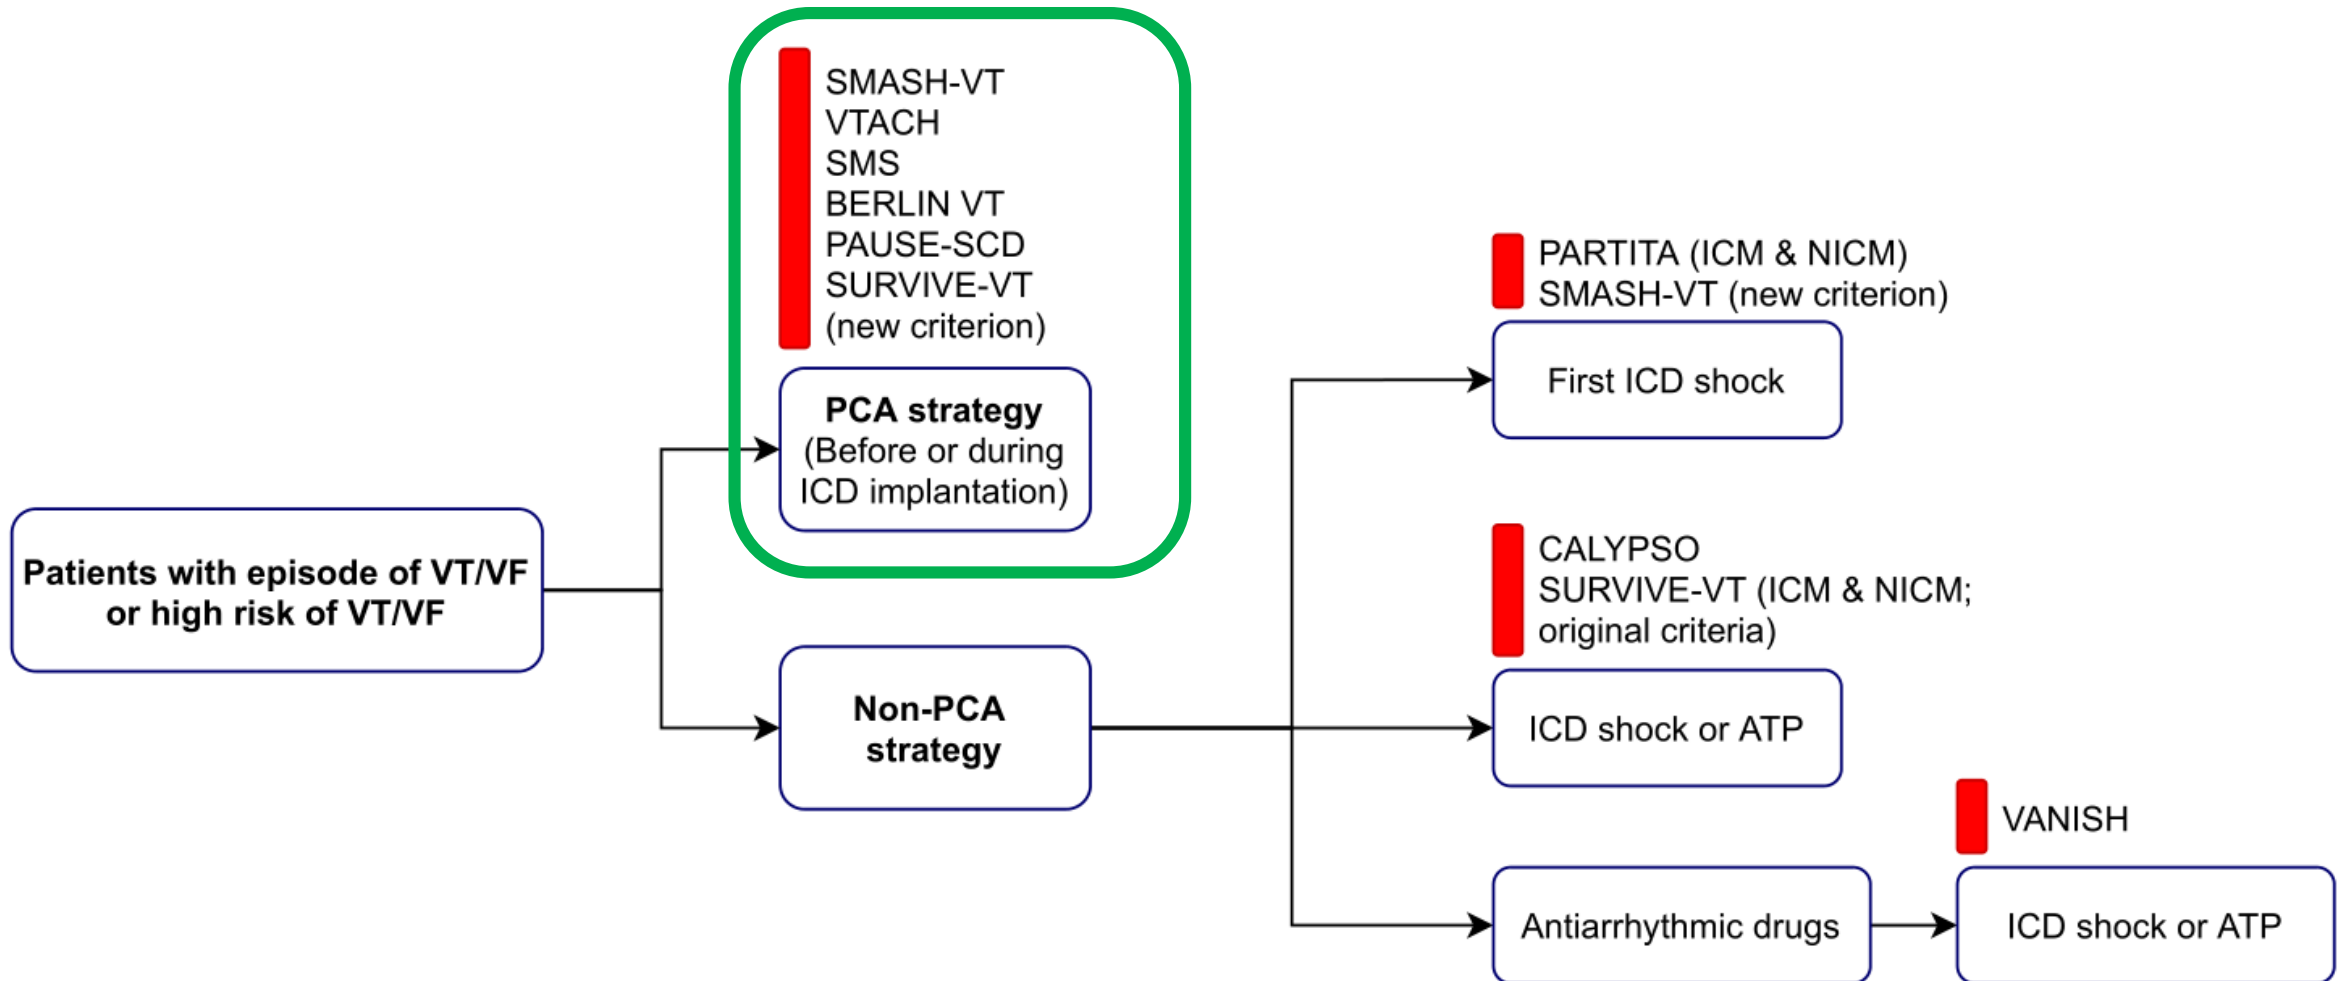 SMASH-VT
VTACH
SMS
BERLIN VT
PAUSE-SCD
SURVIVE-VT
(new criterion)
PCA strategy
(Before or during
ICD implantation)
Patients with episode of VT/VF
or high risk of VT/VF
Non-PCA
strategy
PARTITA (ICM & NICM)
SMASH-VT (new criterion)
First ICD shock
CALYPSO
SURVIVE-VT (ICM & NICM;
original criteria)
ICD shock or ATP
Antiarrhythmic drugs
VANISH
ICD shock or ATP